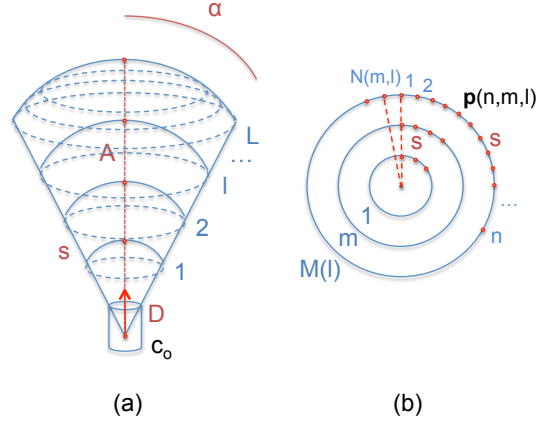 α
L
...
A
l
s
2
1
D
c₀
(a)
N(m,l) 1 2
p(n,m,l)
s
s
...
1
m
n
M(l)
(b)